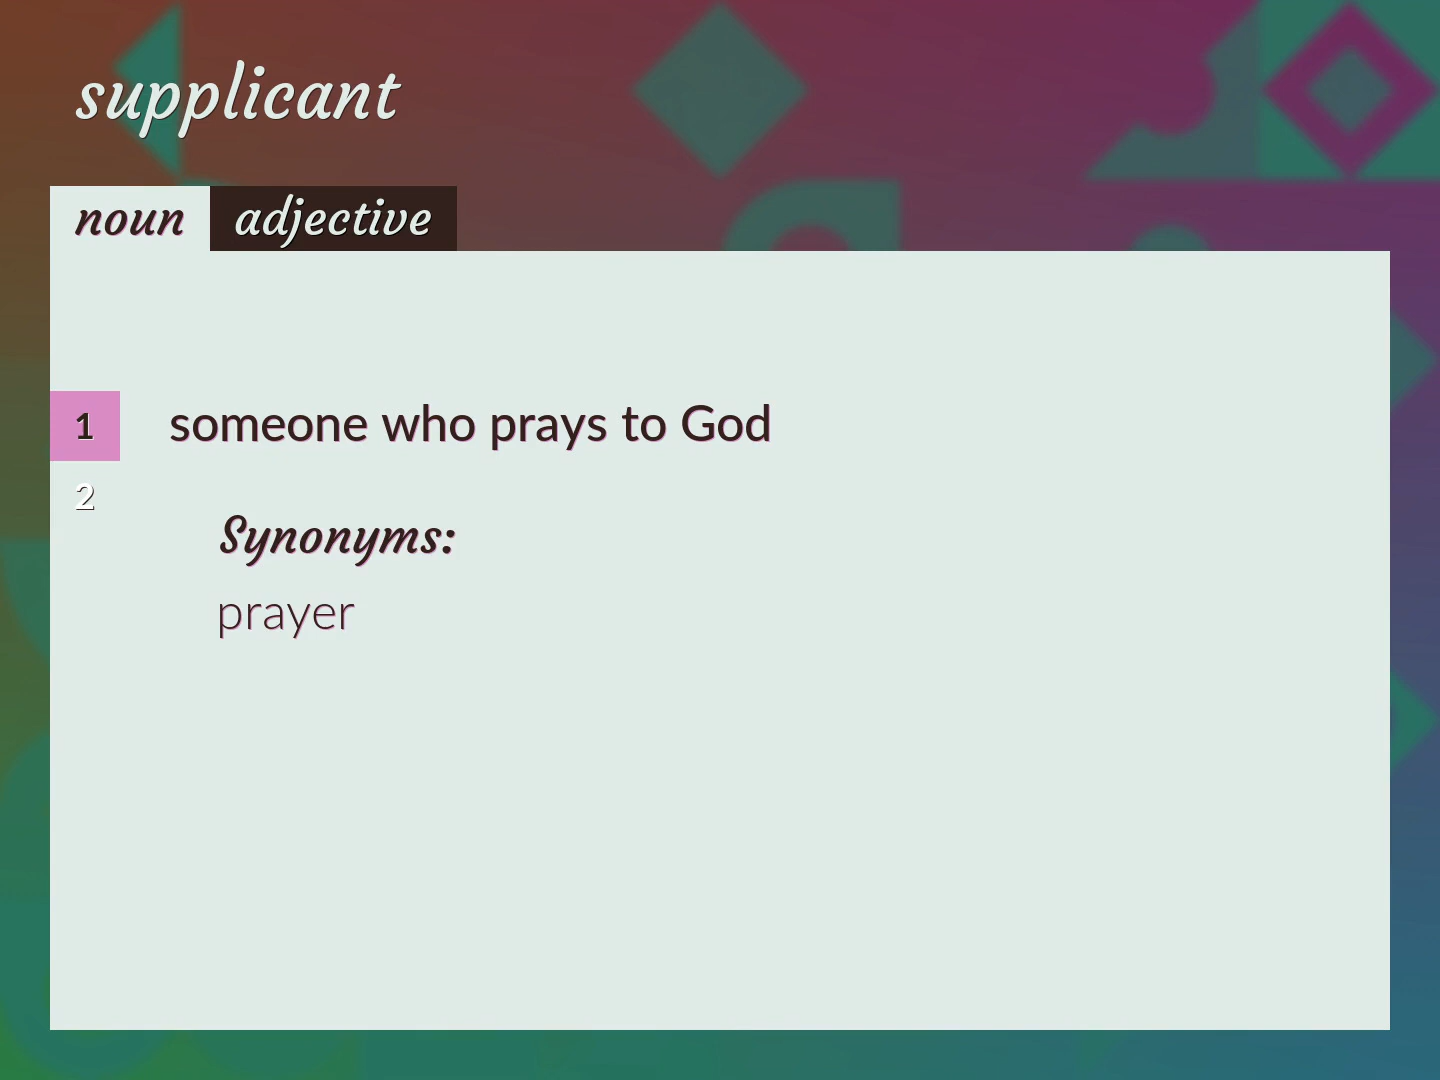 supplicant
noun adjective
1 someone who prays to God
2
Synonyms:
prayer